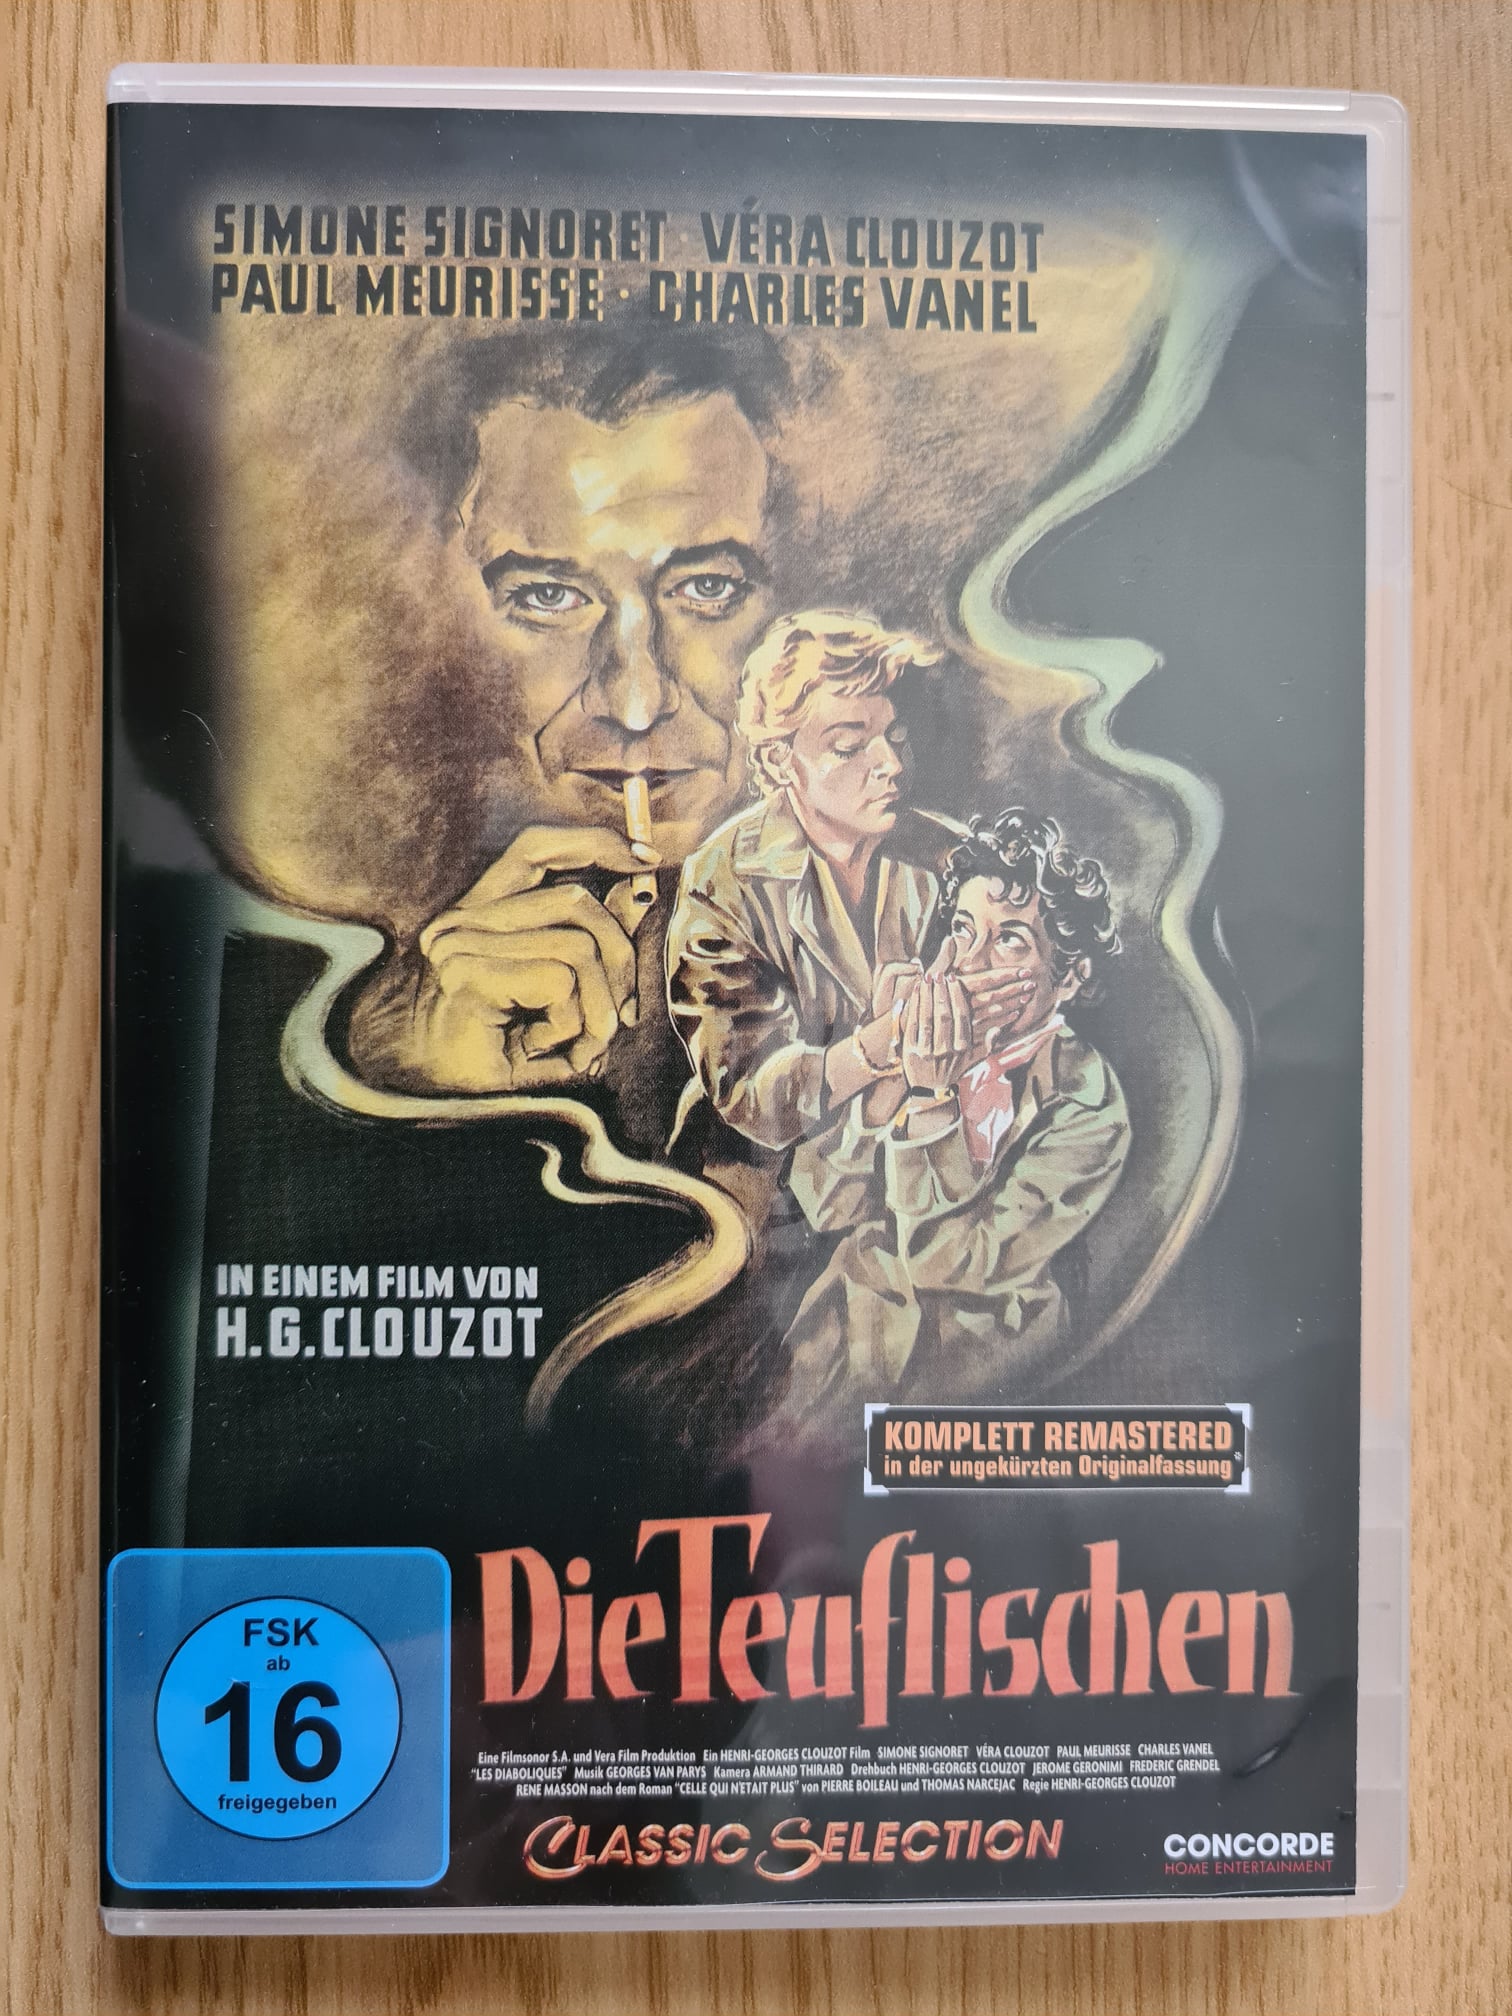 SIMONE SIGNORET · VÉRA CLOUZOT
PAUL MEURISSE · CHARLES VANEL
IN EINEM FILM VON
H.G.CLOUZOT
KOMPLETT REMASTERED
in der ungekürzten Originalfassung*
Die Teuflischen
FSK
ab
16
freigegeben
Eine Filmsonor S.A. und Vera Film Produktion Ein HENRI-GEORGES CLOUZOT Film SIMONE SIGNORET VÉRA CLOUZOT PAUL MEURISSE CHARLES VANEL
"LES DIABOLIQUES" Musik GEORGES VAN PARYS Kamera ARMAND THIRARD Drehbuch HENRI-GEORGES CLOUZOT JEROME GERONIMI FREDERIC GRENDEL
RENE MASSON nach dem Roman "CELLE QUI N'ETAIT PLUS" von PIERRE BOILEAU und THOMAS NARCEJAC Regie HENRI-GEORGES CLOUZOT
CLASSIC SELECTION
CONCORDE
HOME ENTERTAINMENT